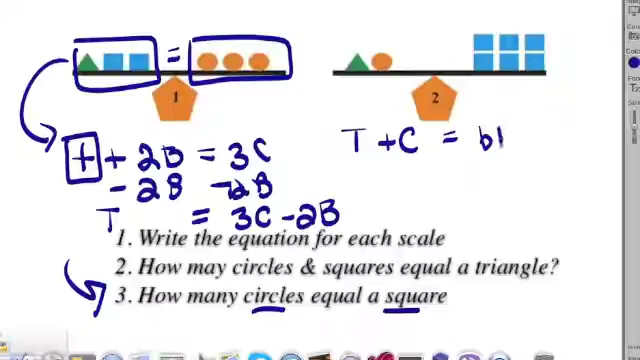 =
1
2
t + 2B = 3C
T + C = bl
- 2B -2B
T = 3C - 2B
1. Write the equation for each scale
2. How may circles & squares equal a triangle?
3. How many circles equal a square